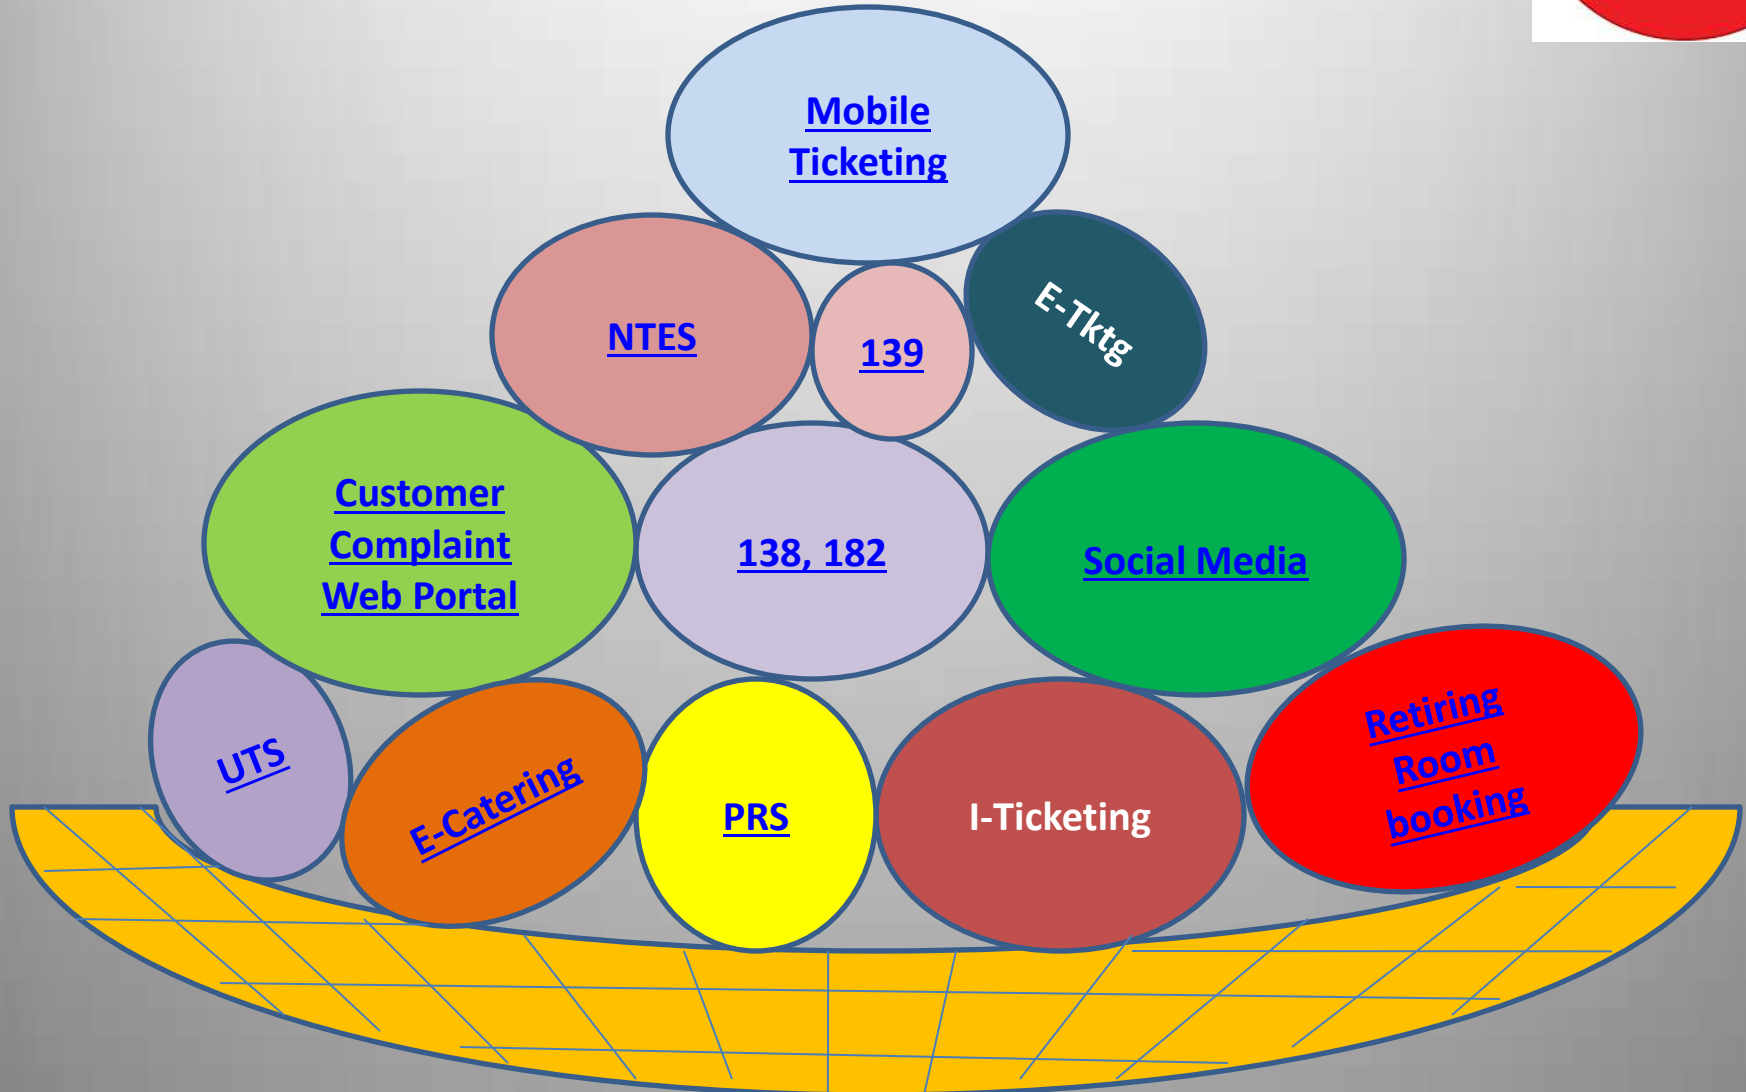 Mobile
Ticketing
NTES
139
E-Tktg
Customer
Complaint
Web Portal
138, 182
Social Media
UTS
E-Catering
PRS
I-Ticketing
Retiring
Room
booking